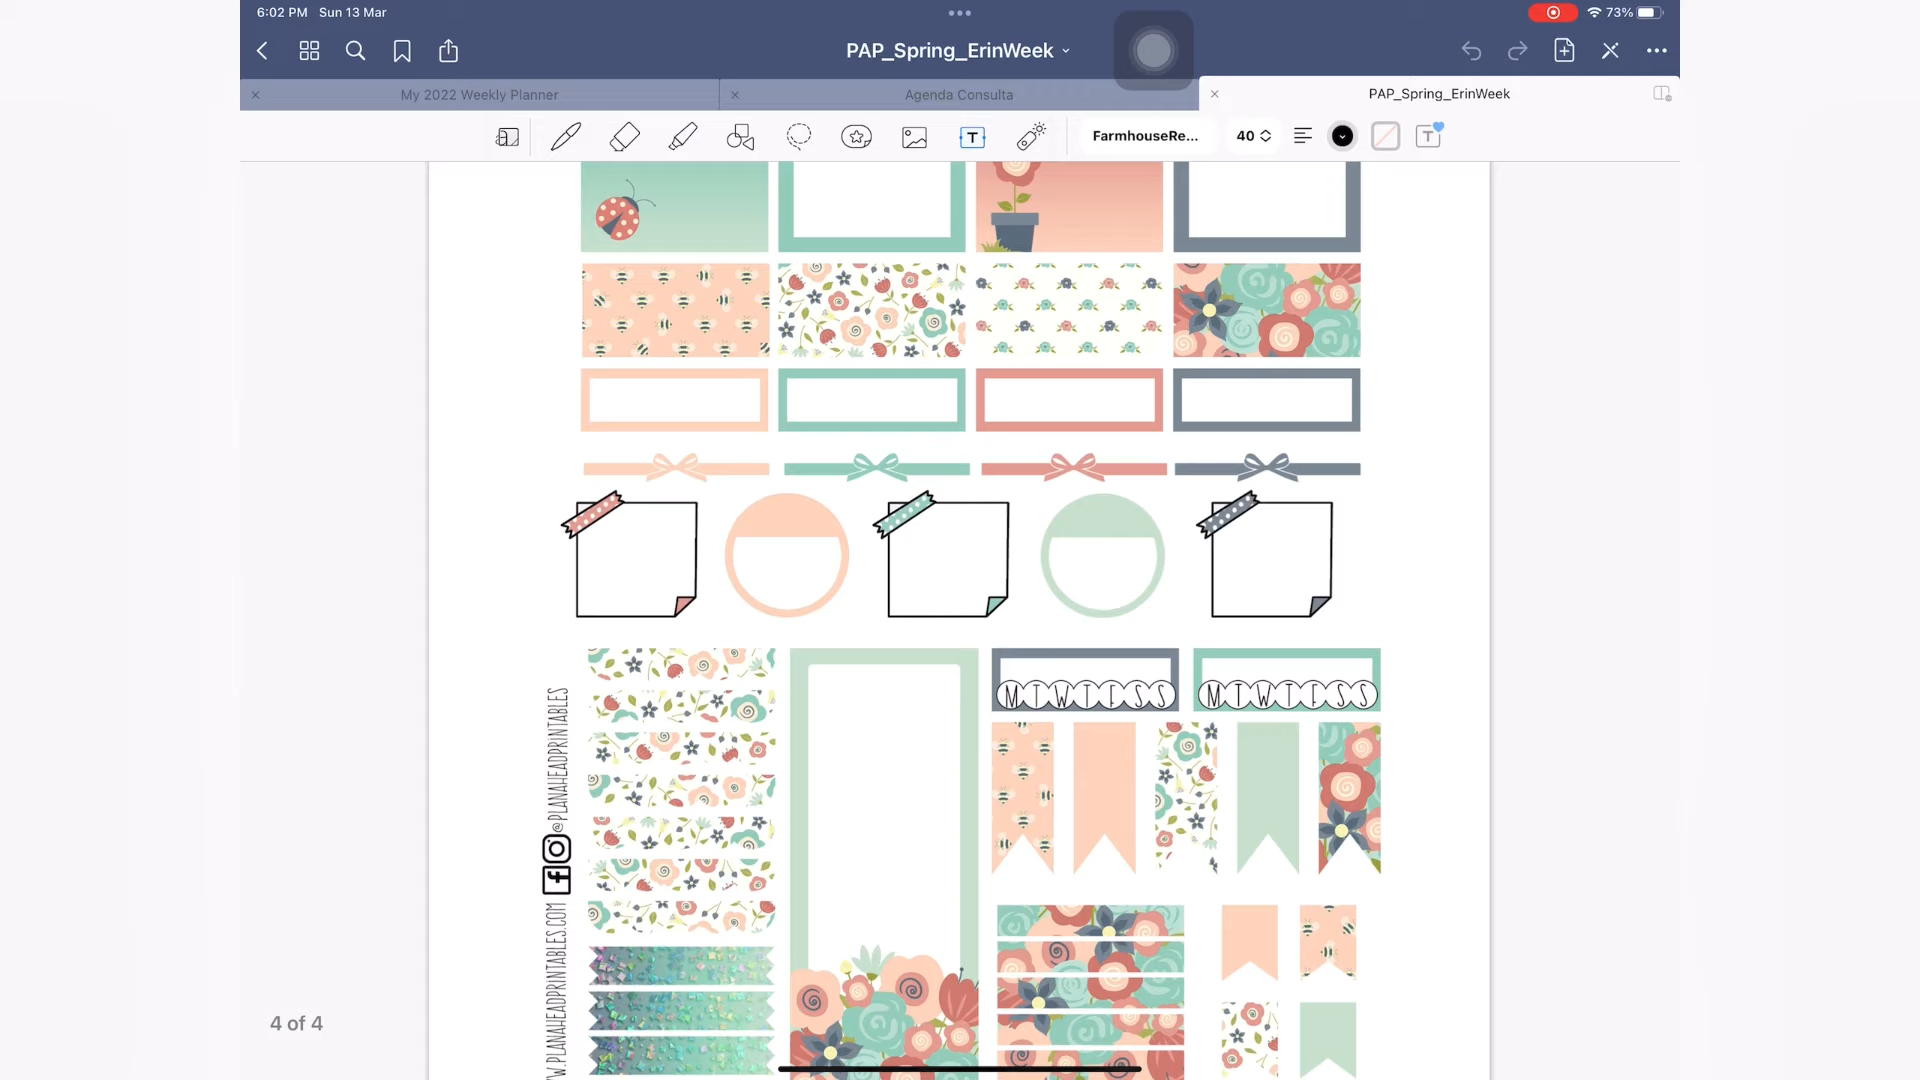 6:02 PM Sun 13 Mar
73%
PAP_Spring_ErinWeek
My 2022 Weekly Planner
Agenda Consulta
PAP_Spring_ErinWeek
FarmhouseRe...
40
T
M T W T F S S
M T W T F S S
@PLANAHEADPRINTABLES
W.PLANAHEADPRINTABLES.COM
4 of 4